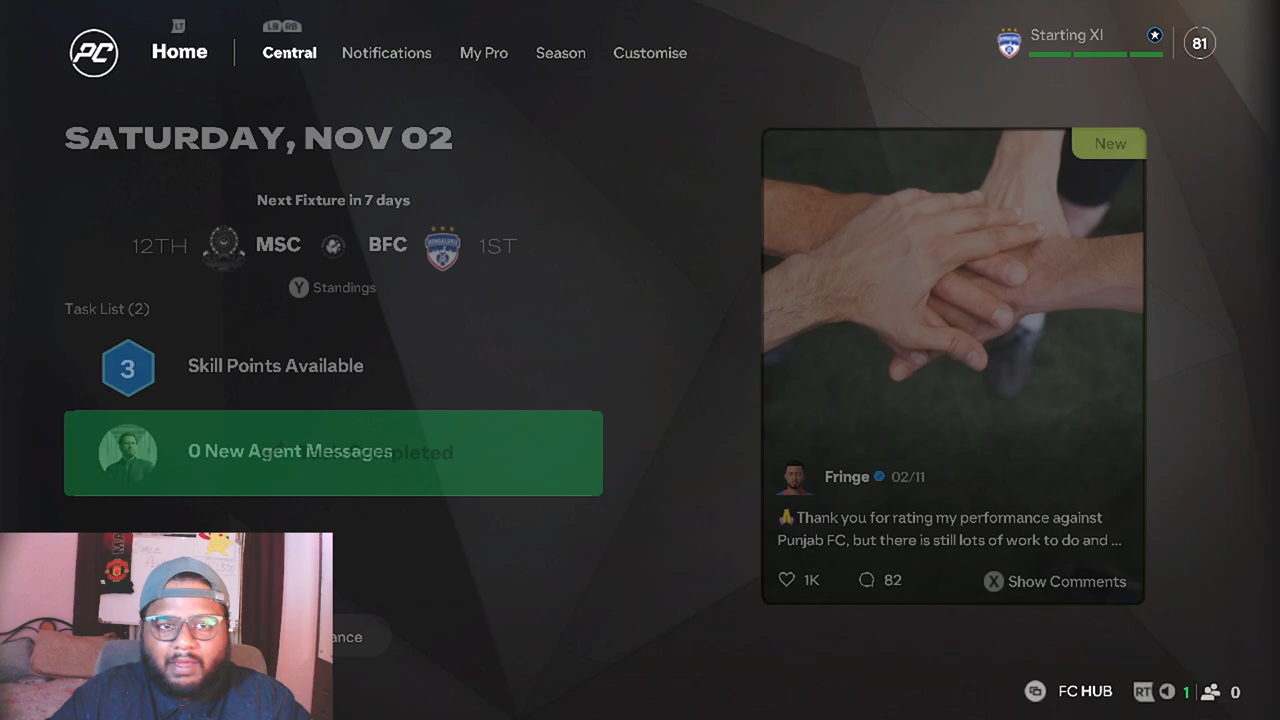 LT
LB RB
PC Home Central Notifications My Pro Season Customise
Starting XI
81
SATURDAY, NOV 02
New
Next Fixture in 7 days
12TH MSC BFC 1ST
Y Standings
Task List (2)
3 Skill Points Available
0 New Agent Messages
Fringe 02/11
🙏Thank you for rating my performance against
Punjab FC, but there is still lots of work to do and ...
1K 82 X Show Comments
ance
FC HUB RT 1 0